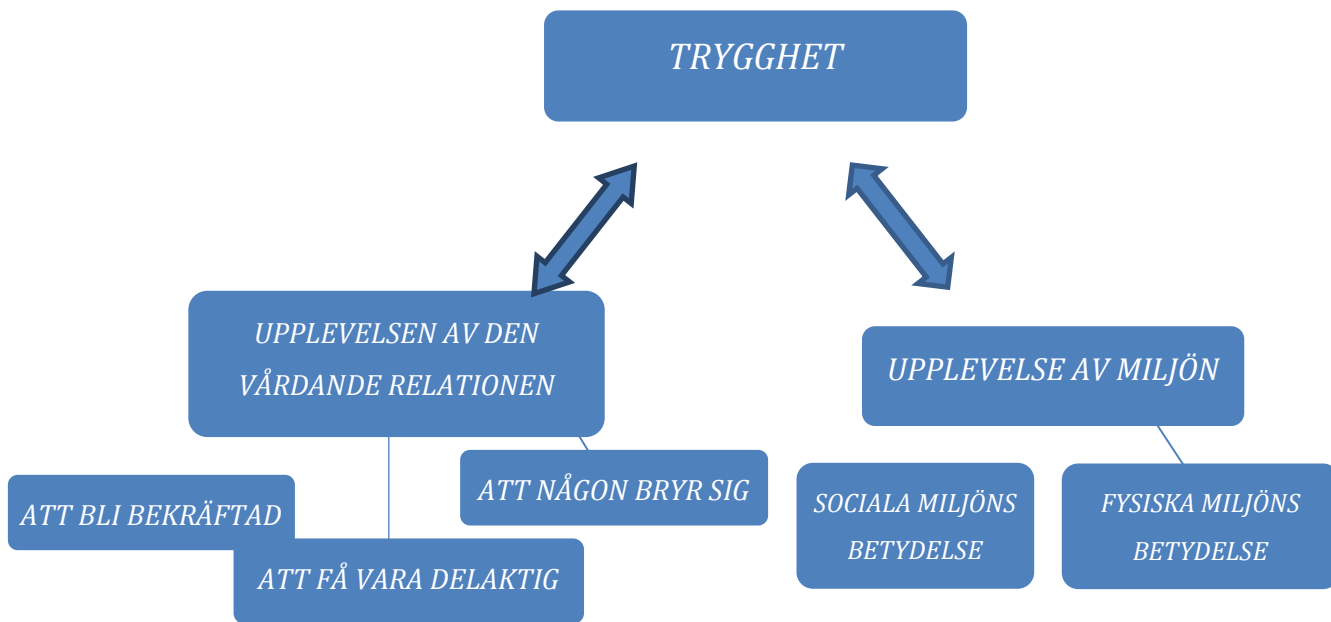 TRYGGHET
UPPLEVELSEN AV DEN
VÅRDANDE RELATIONEN
UPPLEVELSE AV MILJÖN
ATT BLI BEKRÄFTAD
ATT NÅGON BRYR SIG
ATT FÅ VARA DELAKTIG
SOCIALA MILJÖNS
BETYDELSE
FYSISKA MILJÖNS
BETYDELSE